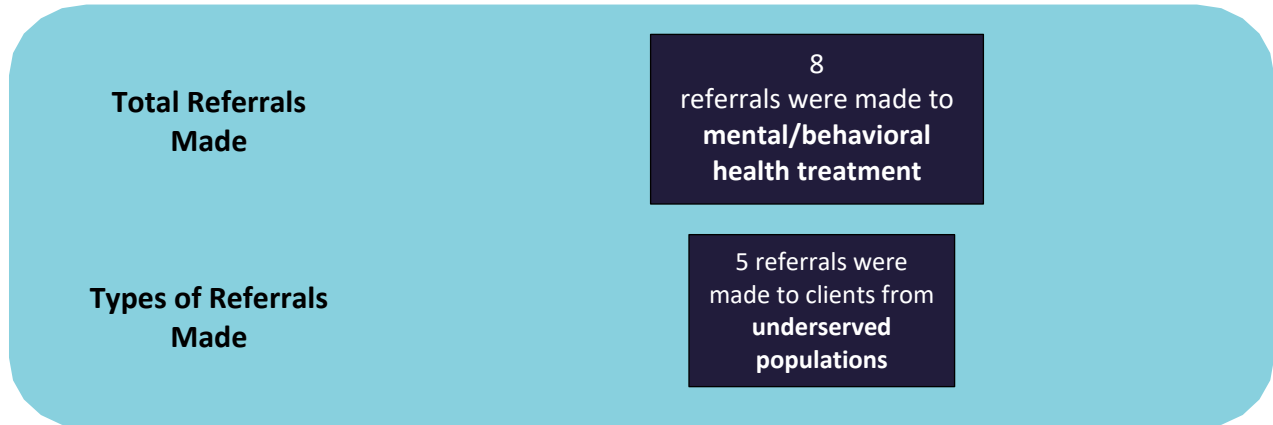 Total Referrals
Made
8
referrals were made to
mental/behavioral
health treatment
Types of Referrals
Made
5 referrals were
made to clients from
underserved
populations